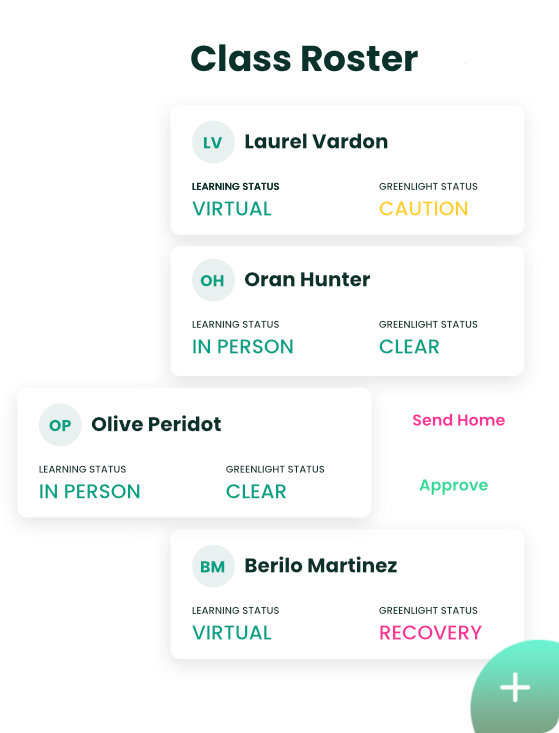 Class Roster
LV Laurel Vardon
LEARNING STATUS GREENLIGHT STATUS
VIRTUAL CAUTION
OH Oran Hunter
LEARNING STATUS GREENLIGHT STATUS
IN PERSON CLEAR
OP Olive Peridot Send Home
LEARNING STATUS GREENLIGHT STATUS
IN PERSON CLEAR Approve
BM Berilo Martinez
LEARNING STATUS GREENLIGHT STATUS
VIRTUAL RECOVERY
+